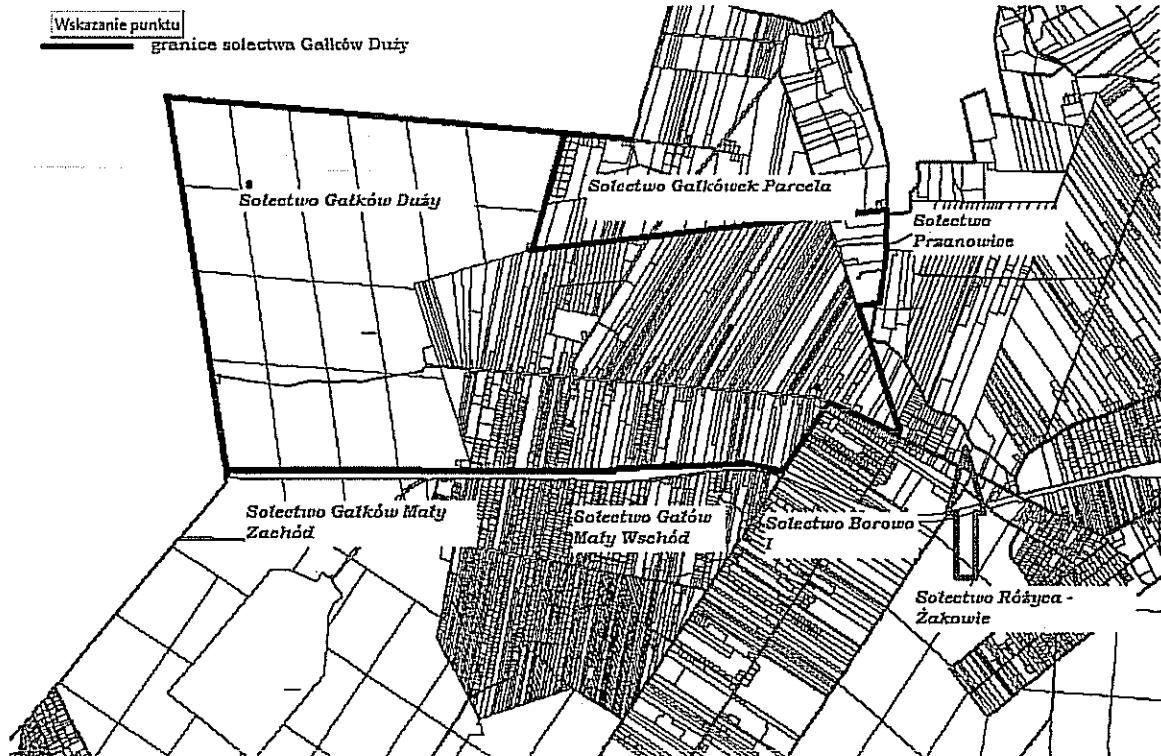 Wskazanie punktu
granice sołectwa Gałków Duży
Sołectwo Gałków Duży
Sołectwo Gałkówek Parcela
Sołectwo
Przanowice
Sołectwo Gałków Mały
Zachód
Sołectwo Gałów
Mały Wschód
Sołectwo Borowo
I
Sołectwo Różyca -
Żakowie